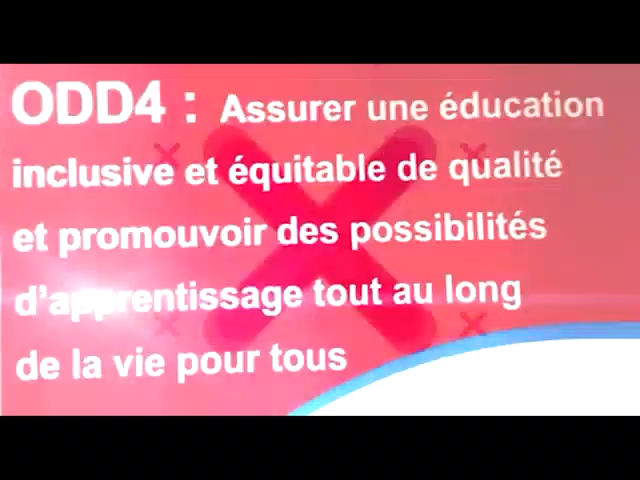 ODD4 : Assurer une éducation
inclusive et équitable de qualité
et promouvoir des possibilités
d'apprentissage tout au long
de la vie pour tous